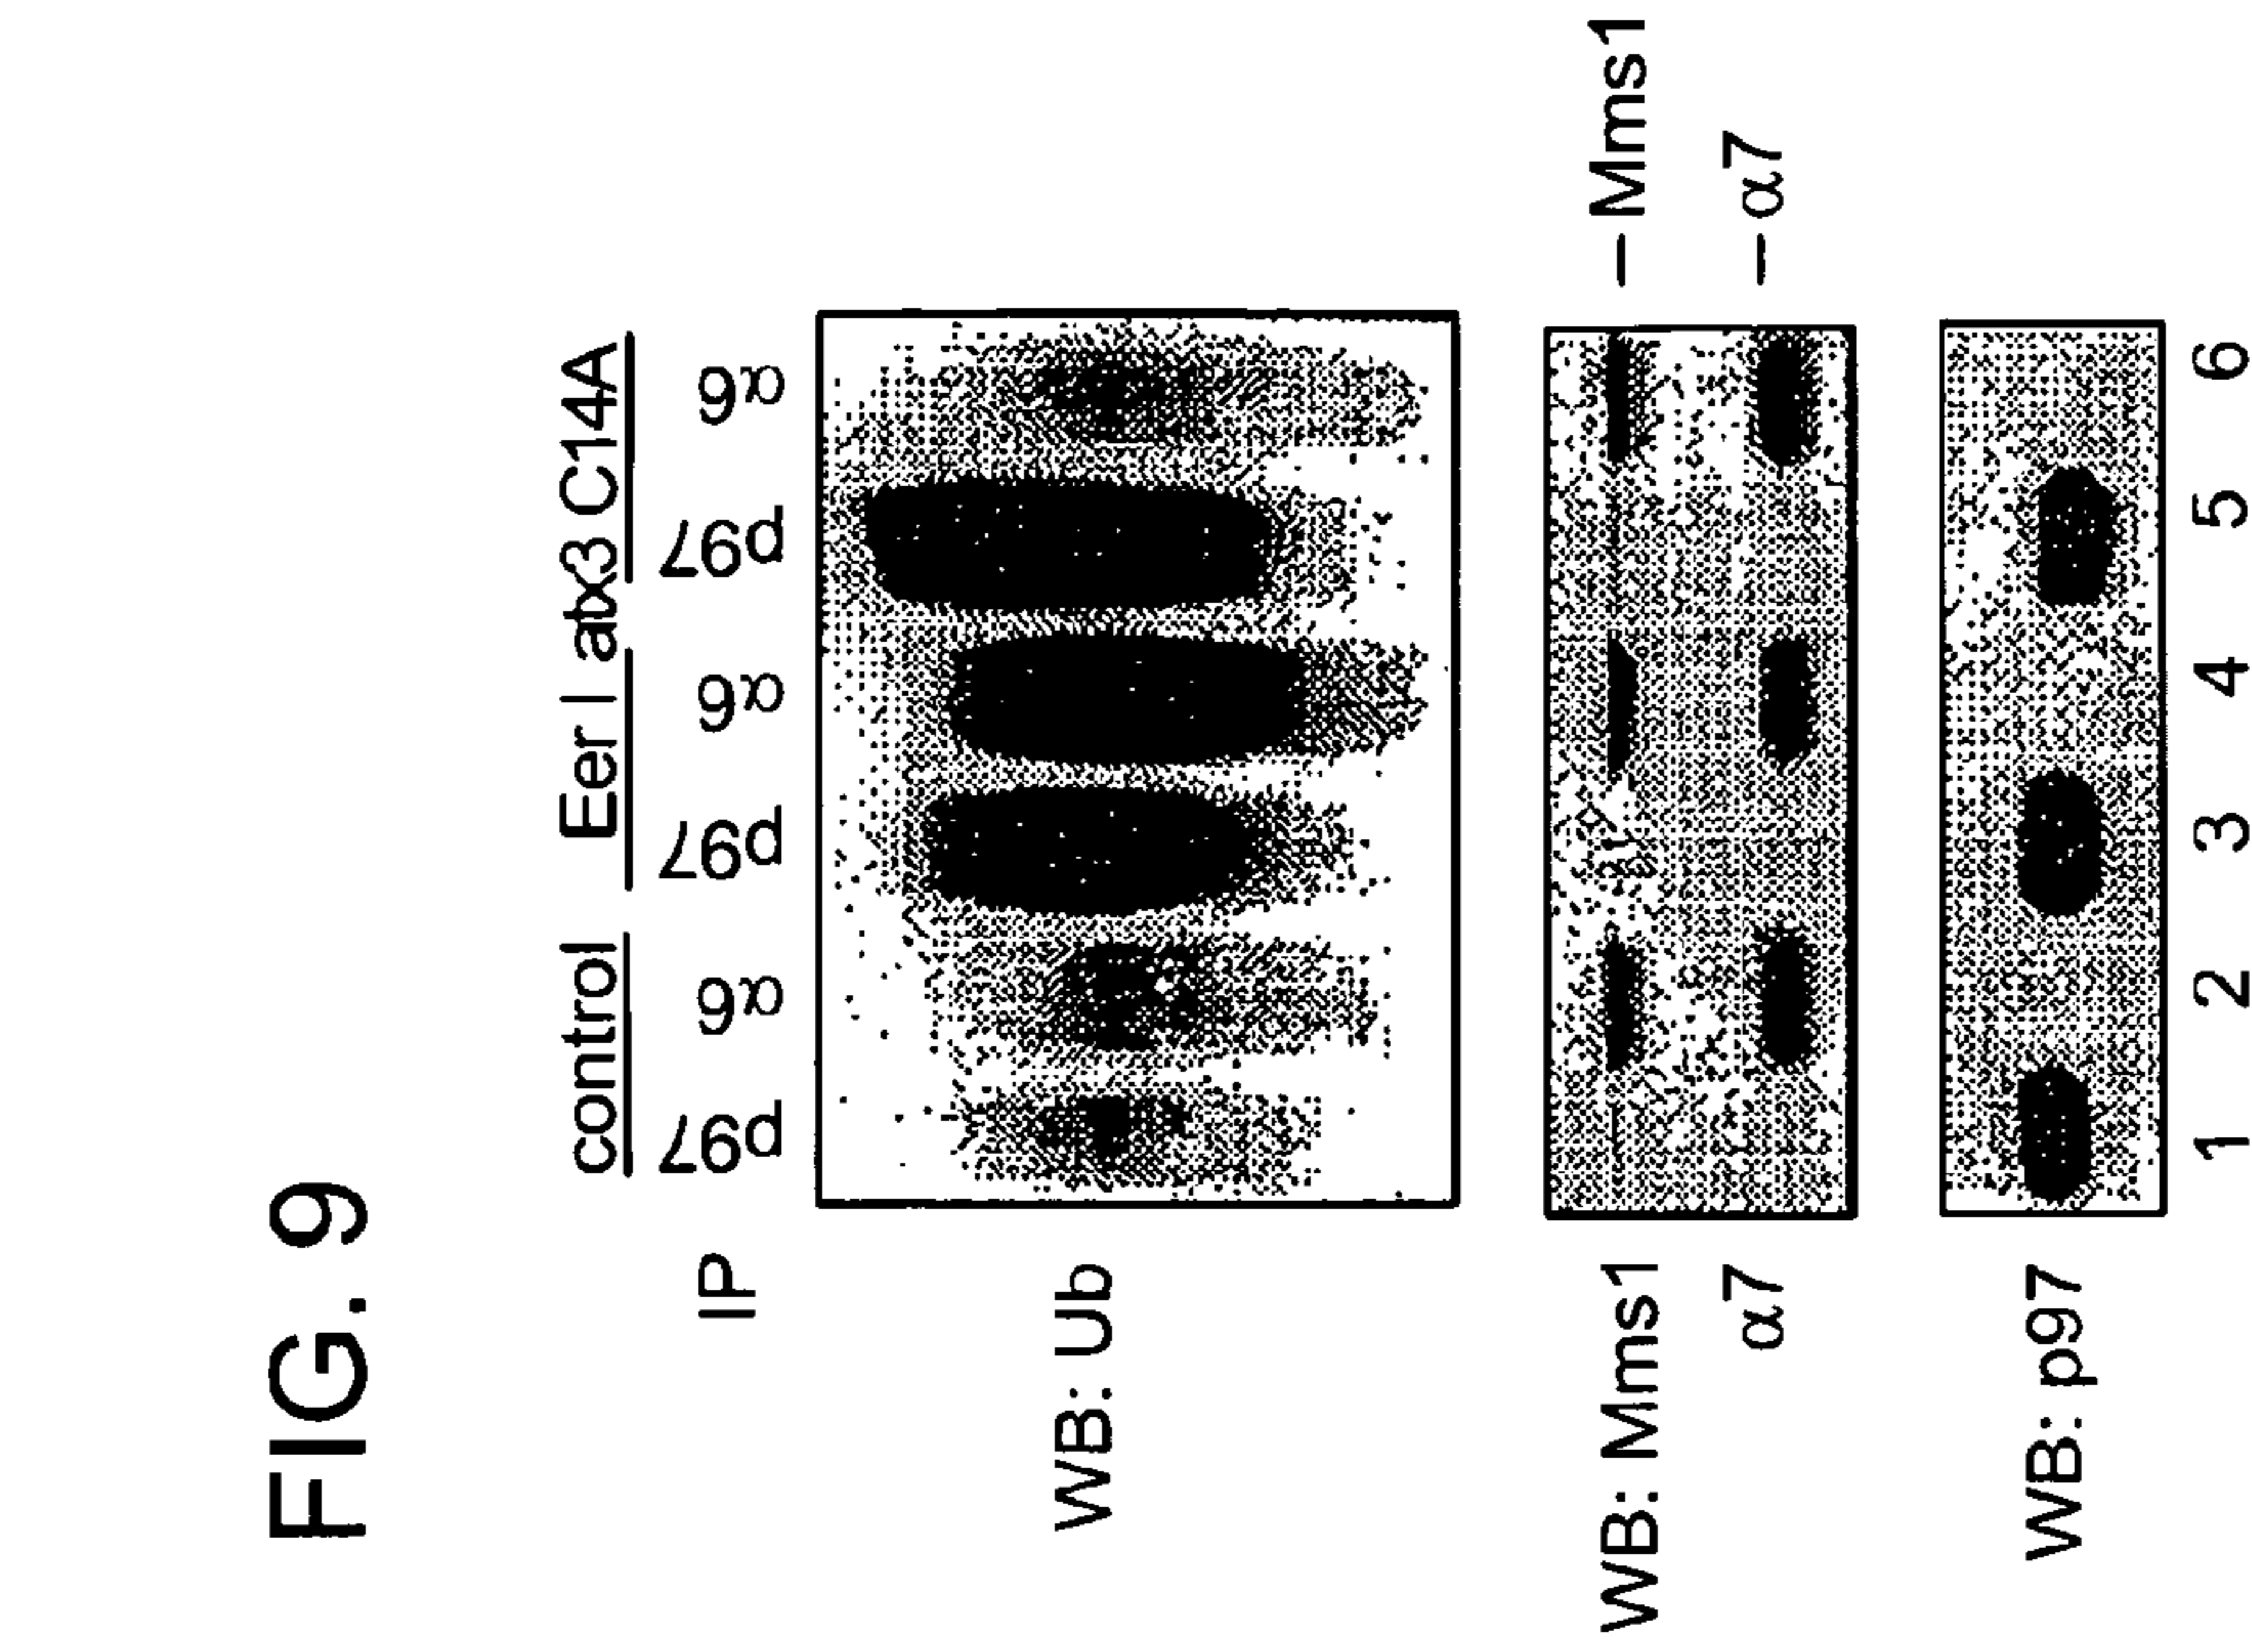 FIG. 9
control Eer I atx3 C14A
IP p97 α6 p97 α6 p97 α6
WB: Ub
WB: Mms1 – Mms1
α7 – α7
WB: p97
1 2 3 4 5 6